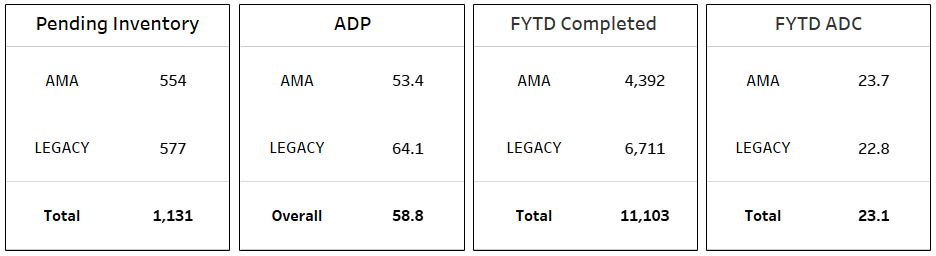 Pending Inventory
AMA 554
LEGACY 577
Total 1,131
ADP
AMA 53.4
LEGACY 64.1
Overall 58.8
FYTD Completed
AMA 4,392
LEGACY 6,711
Total 11,103
FYTD ADC
AMA 23.7
LEGACY 22.8
Total 23.1